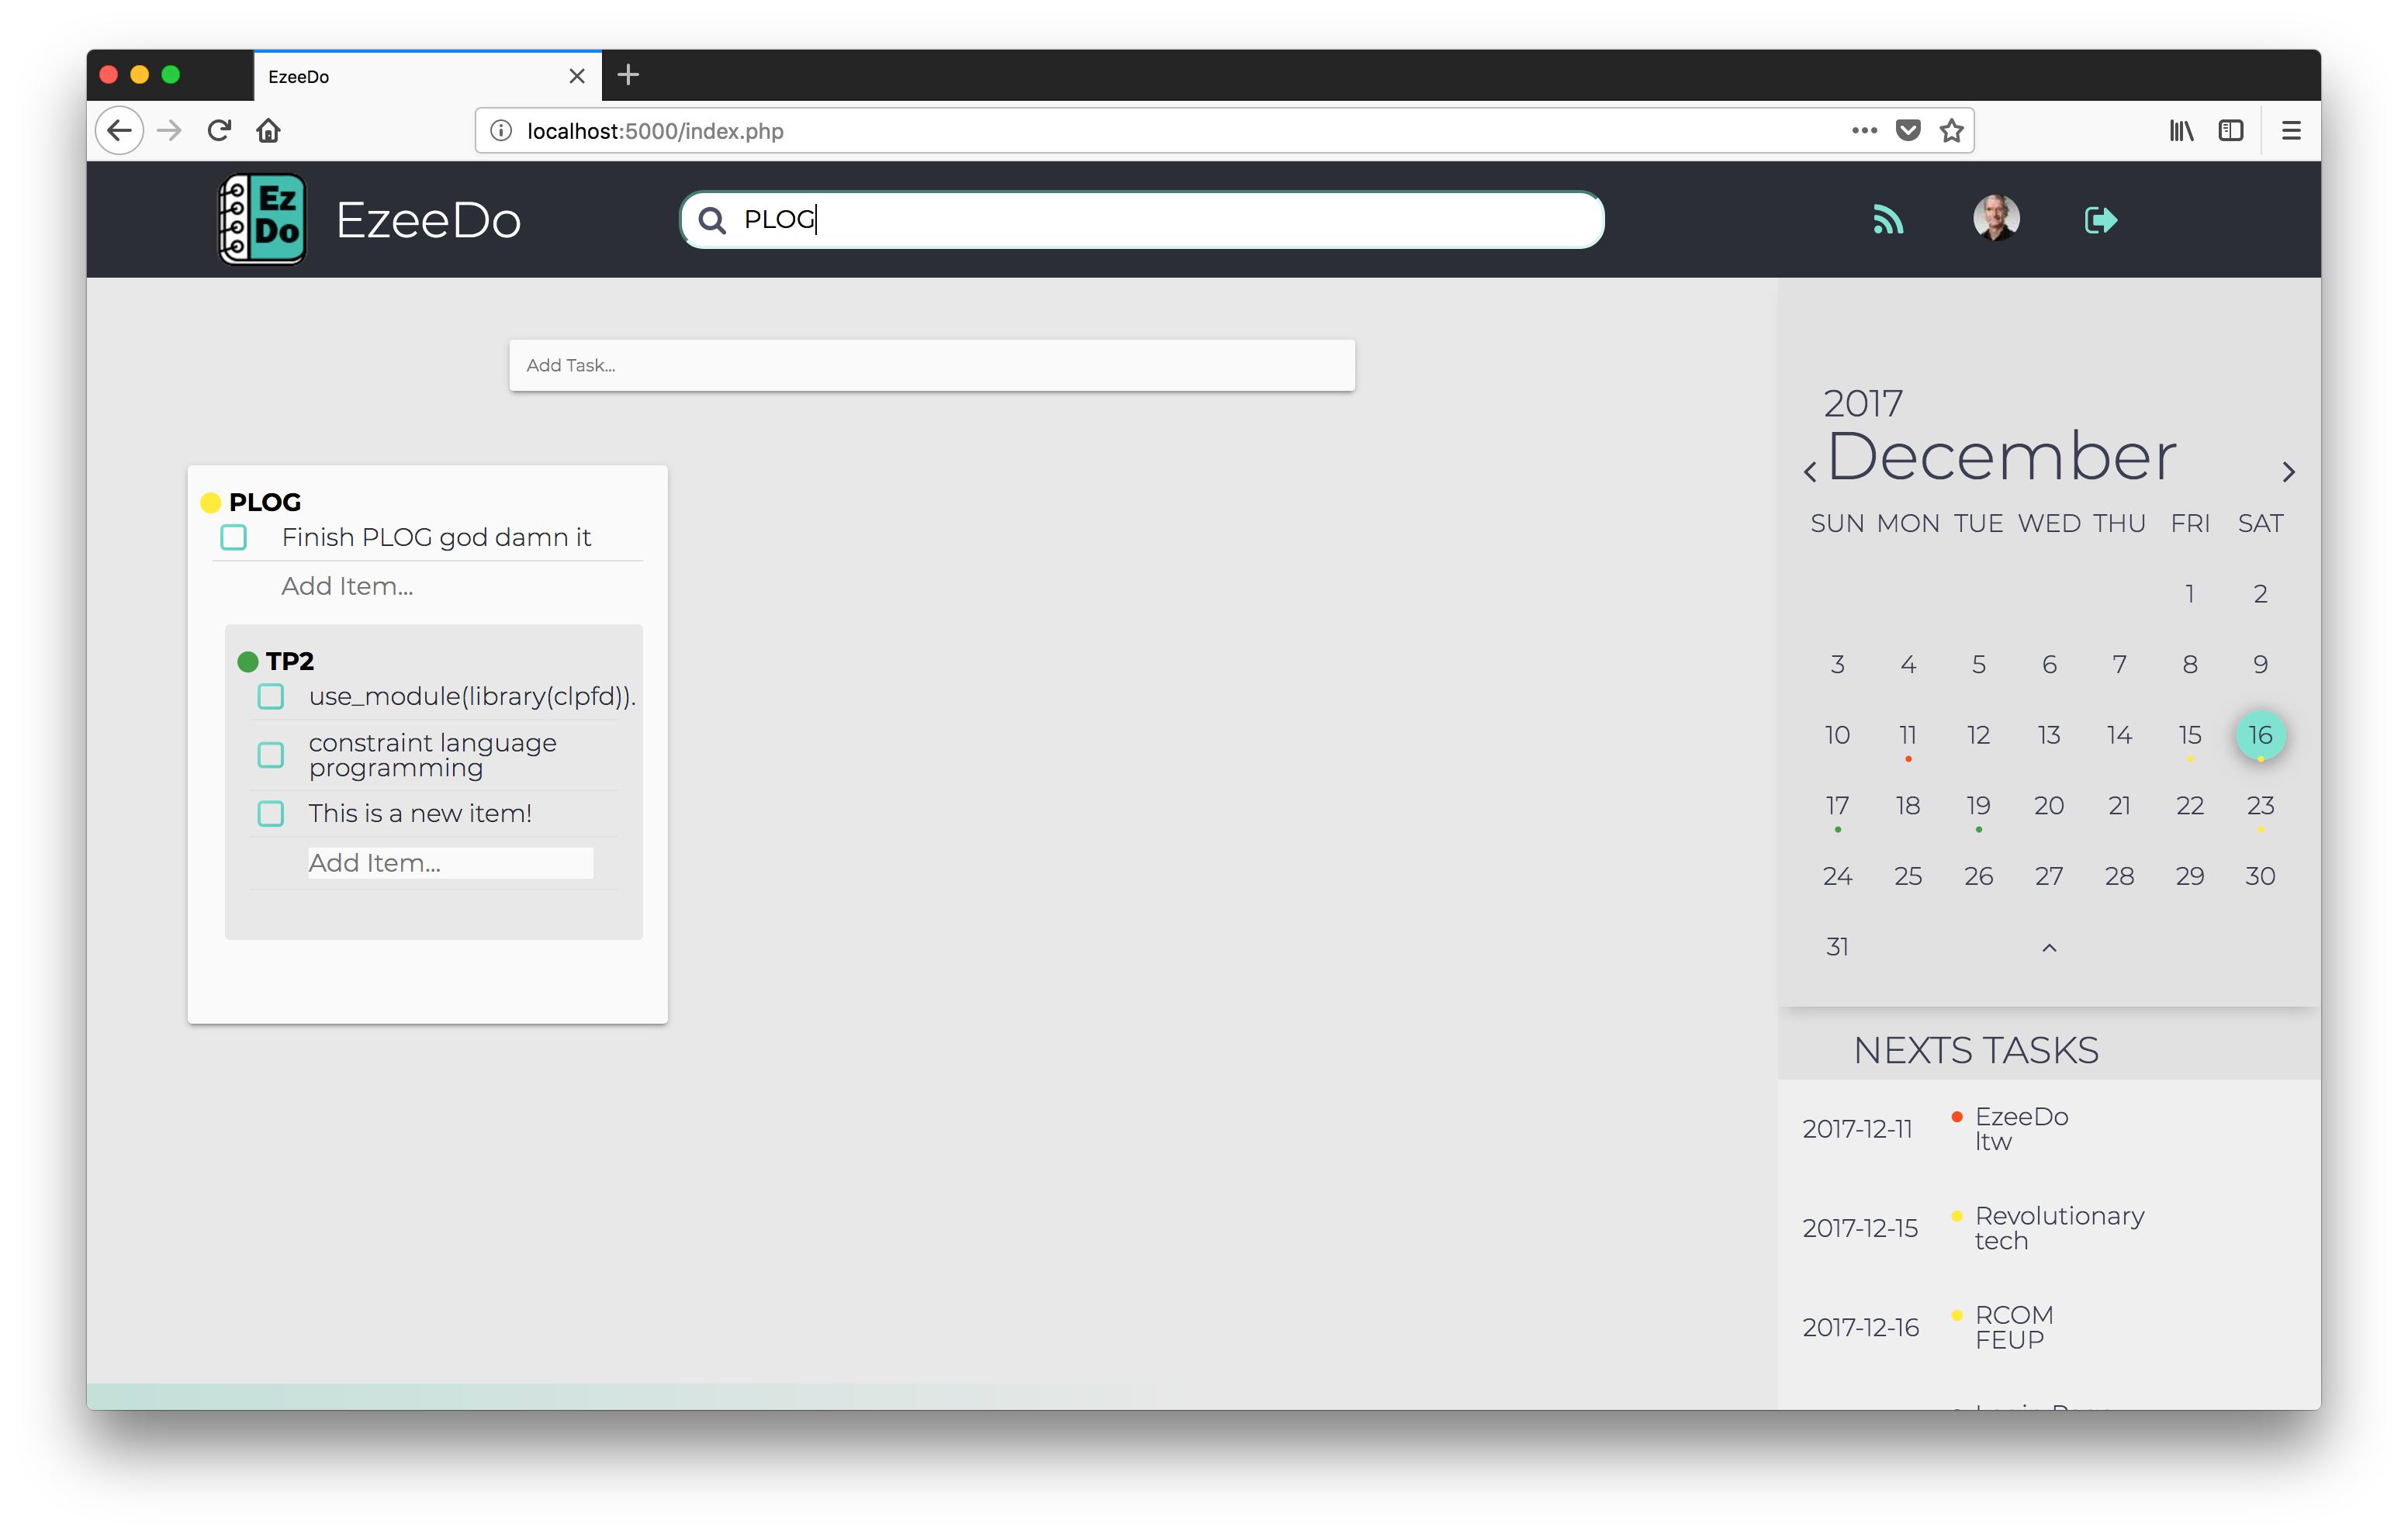 EzeeDo
localhost:5000/index.php
Ez
Do
EzeeDo
PLOG
Add Task...
PLOG
Finish PLOG god damn it
Add Item...
TP2
use_module(library(clpfd)).
constraint language
programming
This is a new item!
Add Item...
2017
December
SUN MON TUE WED THU FRI SAT
1 2
3 4 5 6 7 8 9
10 11 12 13 14 15 16
17 18 19 20 21 22 23
24 25 26 27 28 29 30
31
NEXTS TASKS
2017-12-11
EzeeDo
ltw
2017-12-15
Revolutionary
tech
2017-12-16
RCOM
FEUP